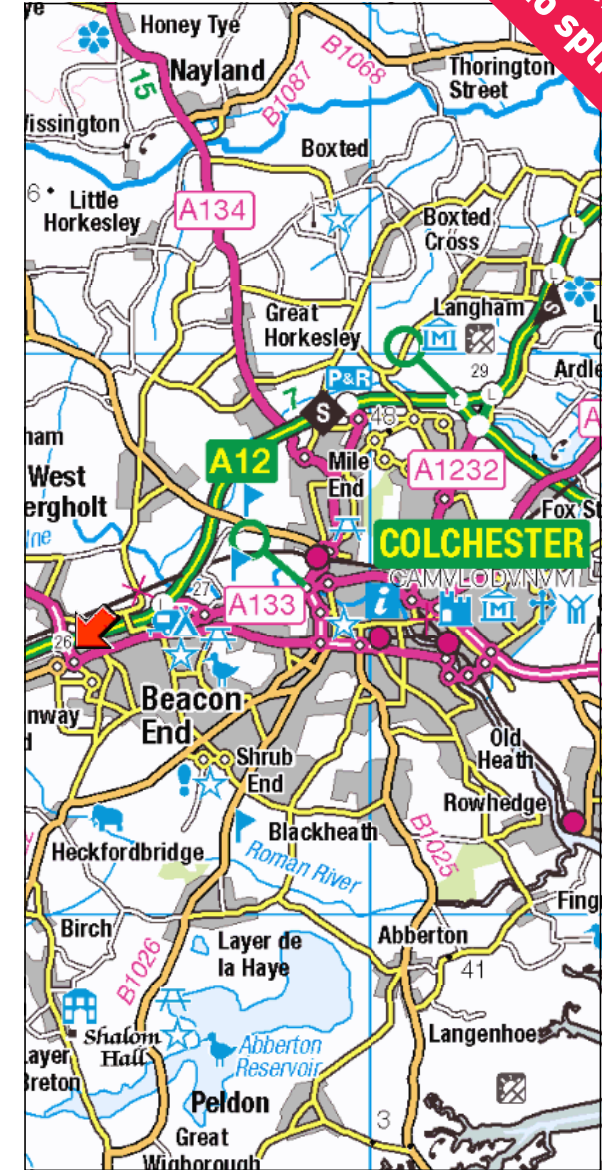 Honey Tye
15
Nayland
B1068
B1087
Thorington
Street
Boxted
6
Little
Horkesley
A134
Boxted
Cross
Great
Horkesley
Langham
M
S
29
P&R
7
S
48
A12
Mile
End
A1232
West
Fox St
COLCHESTER
CAMVLODVNVM
27
A133
i
M
26
Beacon
End
Old
Heath
Shrub
End
Rowhedge
Blackheath
B1025
Heckfordbridge
Roman River
Birch
B1026
Layer de
la Haye
Abberton
41
Shalom
Hall
Abberton
Reservoir
Langenhoe
Peldon
3
Great
Wigborough